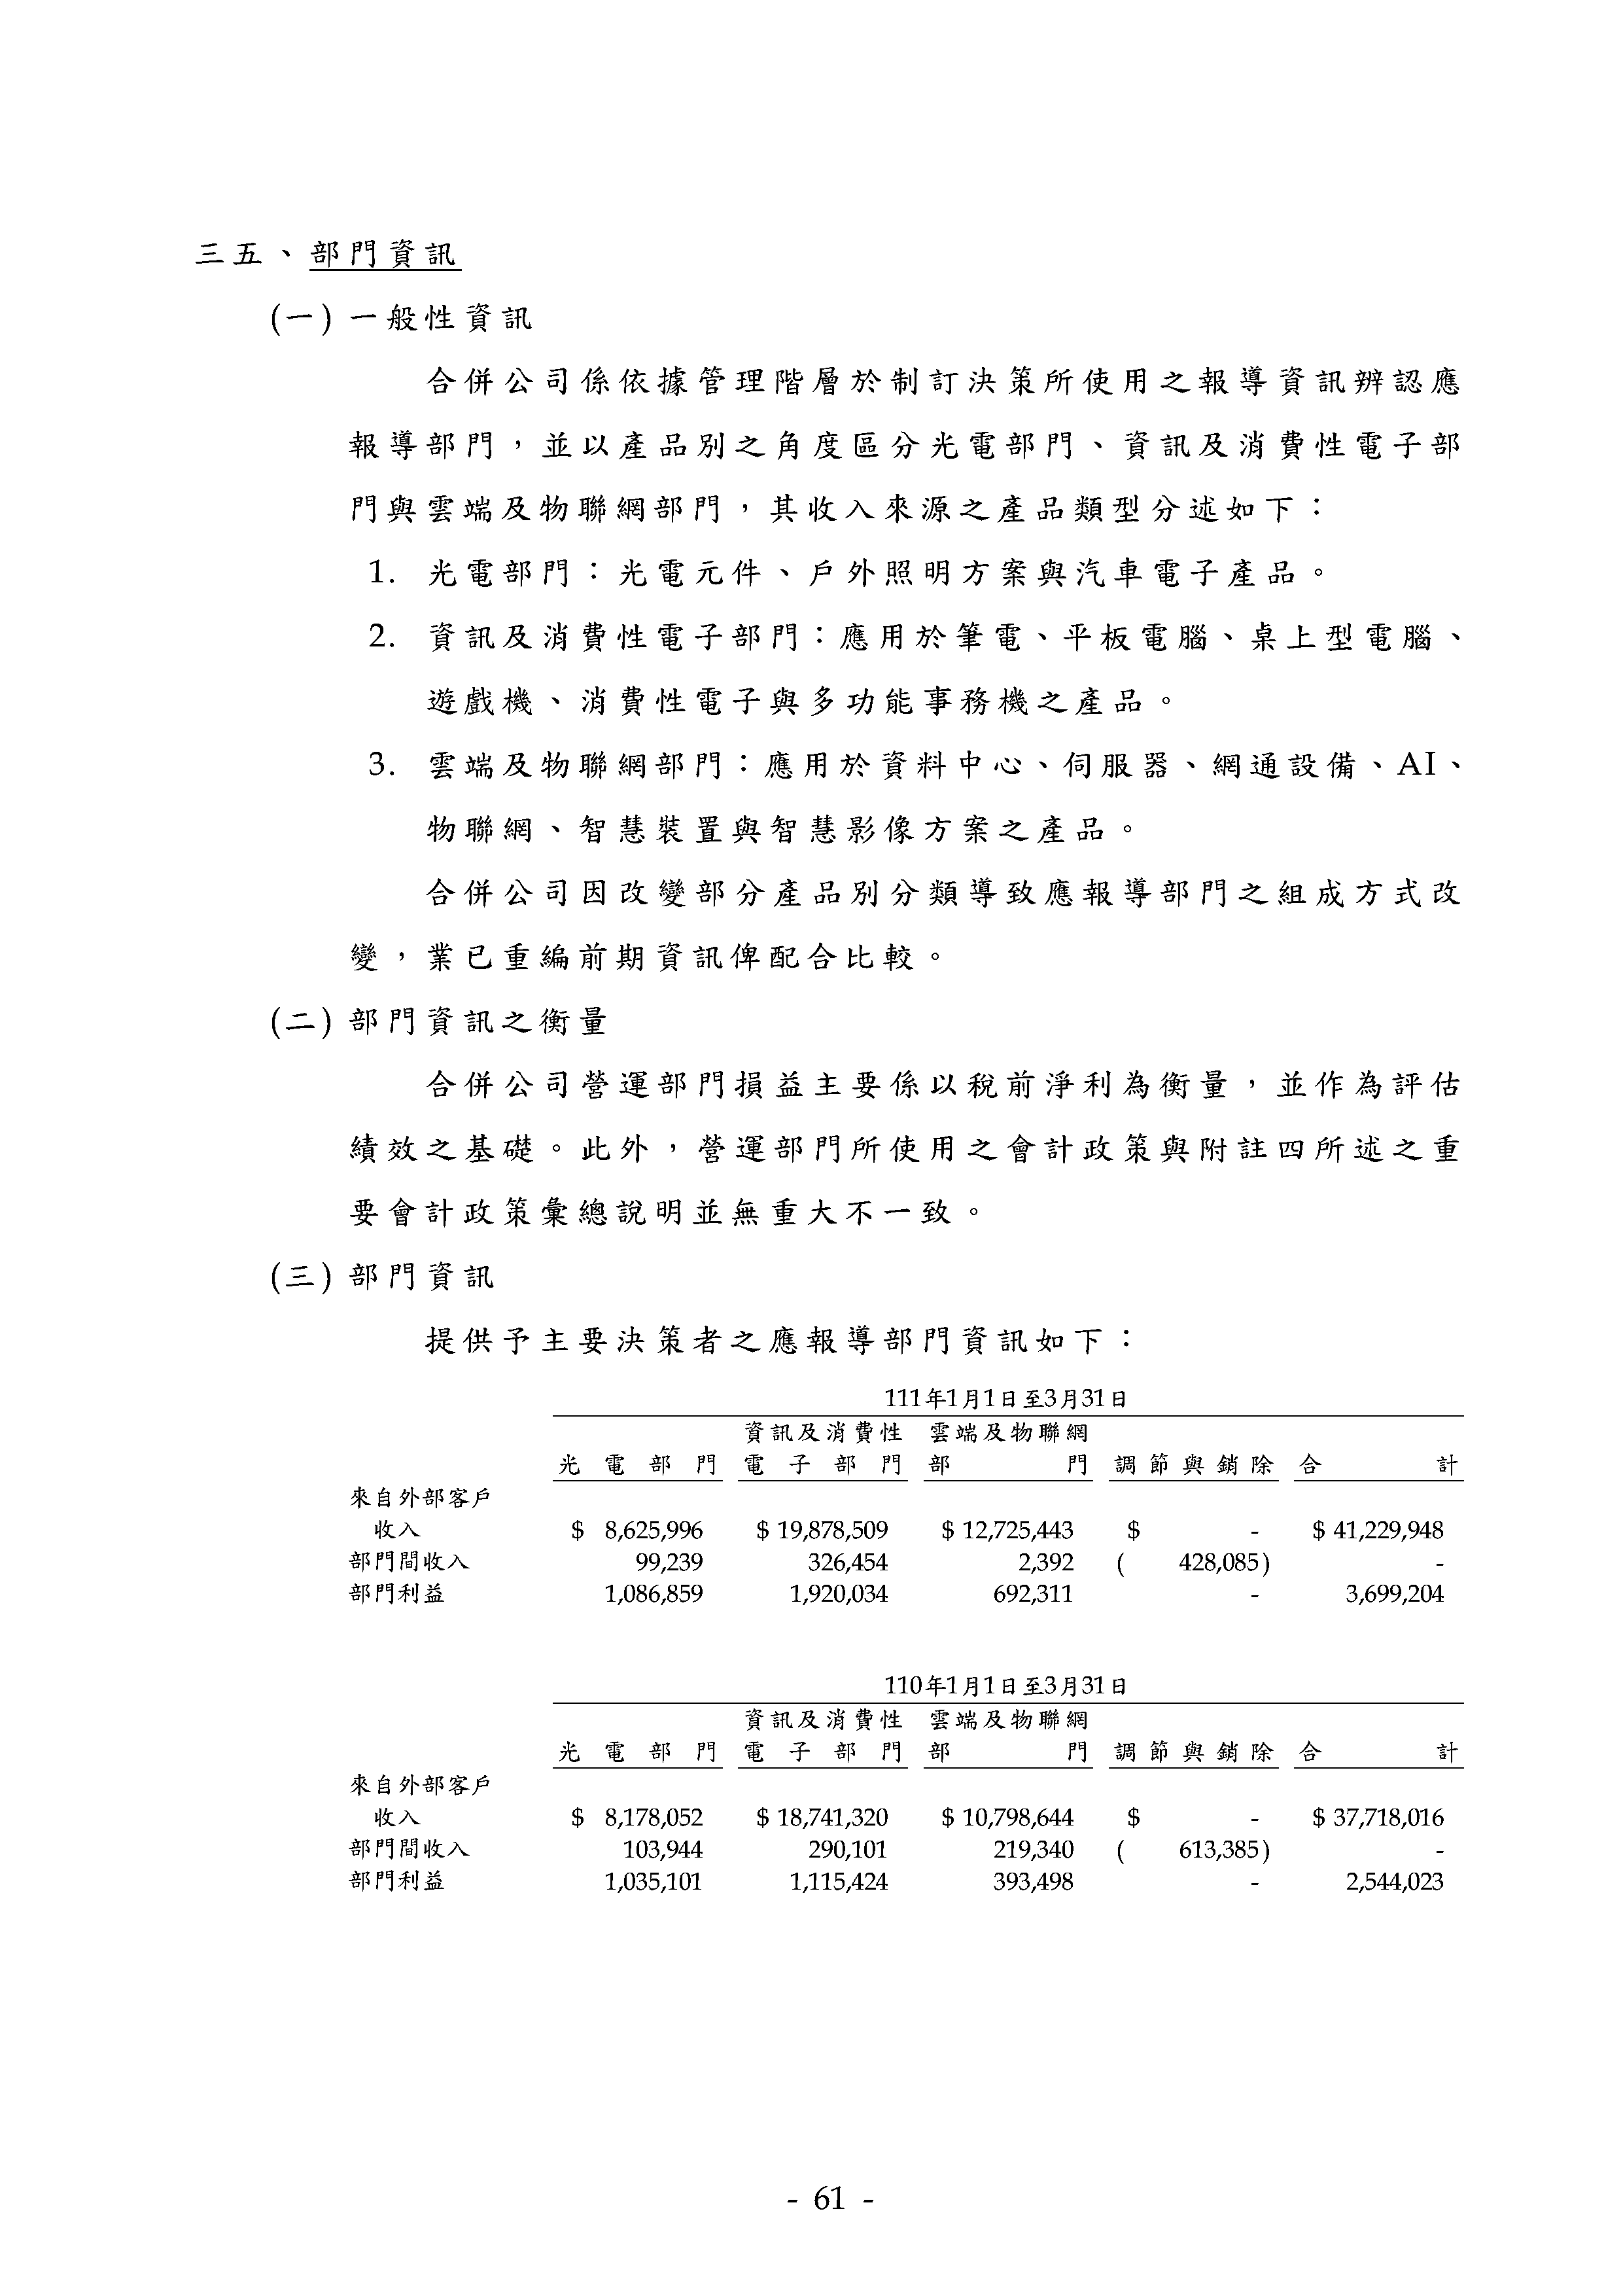 三五、部門資訊
(一) 一般性資訊
合併公司係依據管理階層於制訂決策所使用之報導資訊辨認應
報導部門，並以產品別之角度區分光電部門、資訊及消費性電子部
門與雲端及物聯網部門，其收入來源之產品類型分述如下：
1. 光電部門：光電元件、戶外照明方案與汽車電子產品。
2. 資訊及消費性電子部門：應用於筆電、平板電腦、桌上型電腦、
遊戲機、消費性電子與多功能事務機之產品。
3. 雲端及物聯網部門：應用於資料中心、伺服器、網通設備、AI、
物聯網、智慧裝置與智慧影像方案之產品。
合併公司因改變部分產品別分類導致應報導部門之組成方式改
變，業已重編前期資訊俾配合比較。
(二) 部門資訊之衡量
合併公司營運部門損益主要係以稅前淨利為衡量，並作為評估
績效之基礎。此外，營運部門所使用之會計政策與附註四所述之重
要會計政策彙總說明並無重大不一致。
(三) 部門資訊
提供予主要決策者之應報導部門資訊如下：
111年1月1日至3月31日
資訊及消費性 雲端及物聯網
光電部門 電子部門 部門 調節與銷除 合計
來自外部客戶
收入 $ 8,625,996 $ 19,878,509 $ 12,725,443 $ - $ 41,229,948
部門間收入 99,239 326,454 2,392 ( 428,085) -
部門利益 1,086,859 1,920,034 692,311 - 3,699,204
110年1月1日至3月31日
資訊及消費性 雲端及物聯網
光電部門 電子部門 部門 調節與銷除 合計
來自外部客戶
收入 $ 8,178,052 $ 18,741,320 $ 10,798,644 $ - $ 37,718,016
部門間收入 103,944 290,101 219,340 ( 613,385) -
部門利益 1,035,101 1,115,424 393,498 - 2,544,023
- 61 -